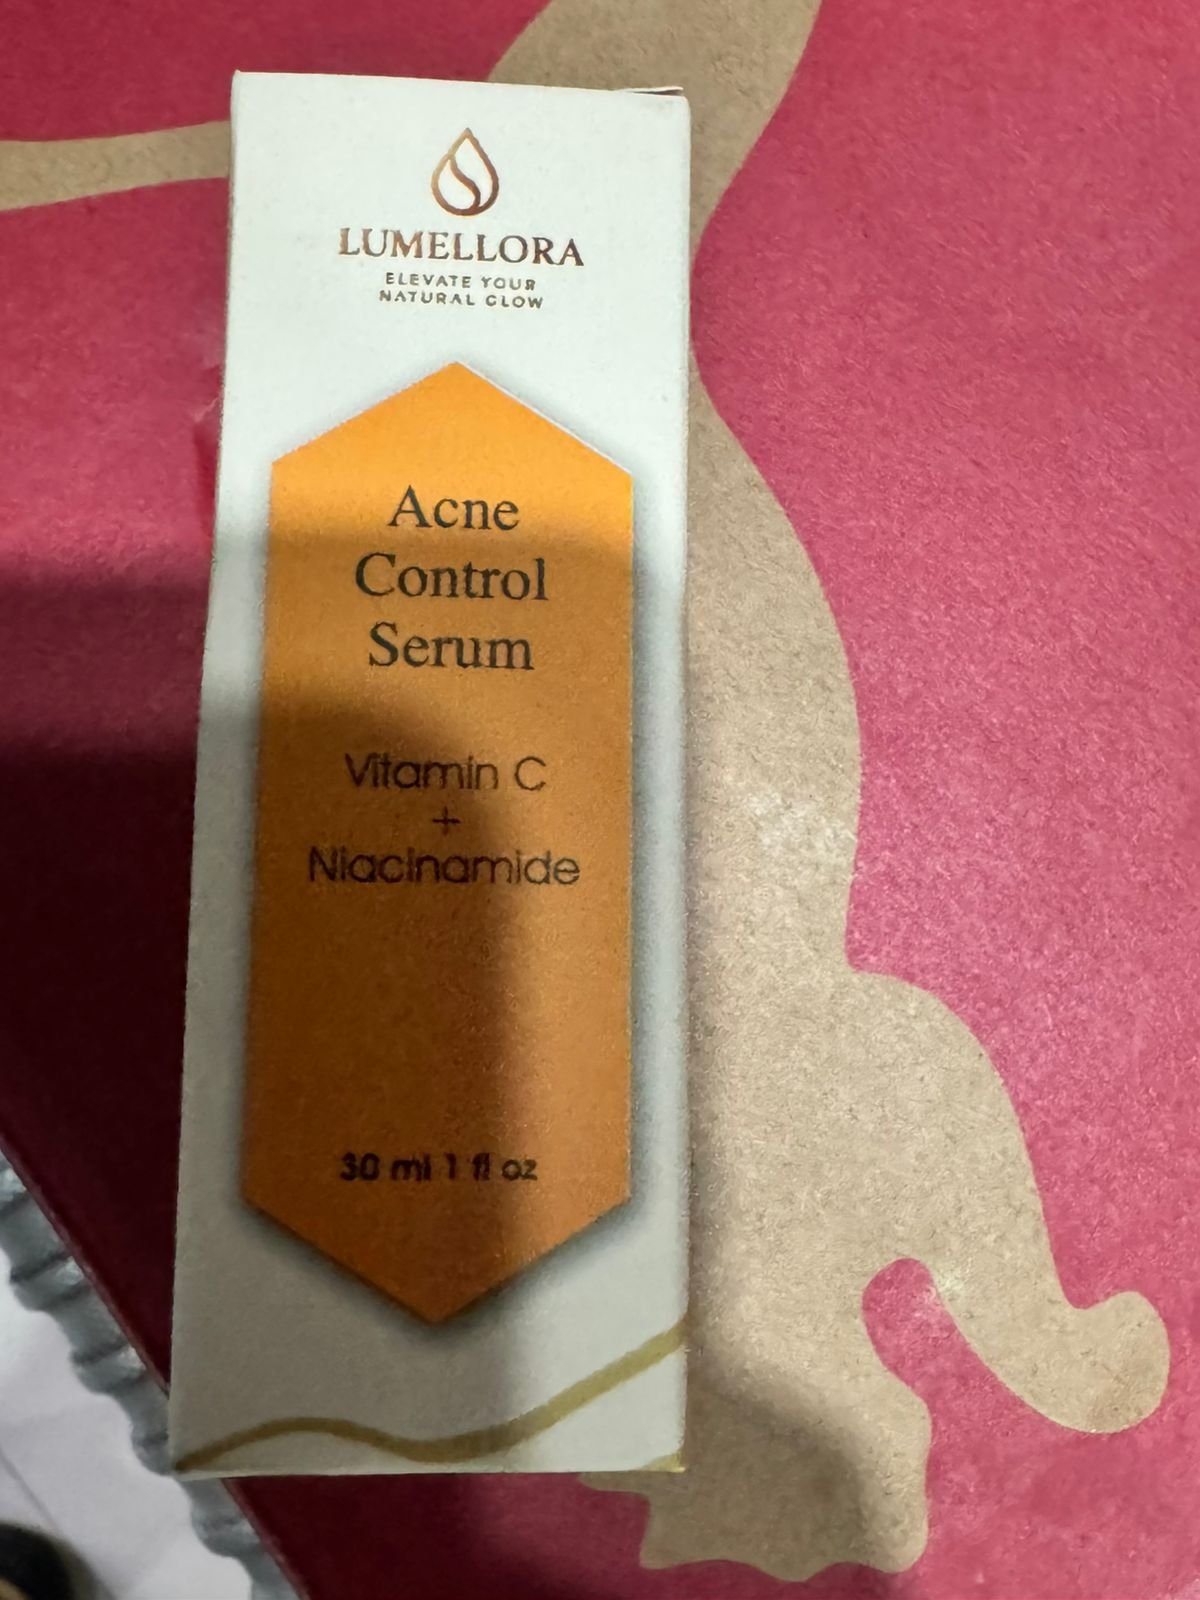 LUMELLORA
ELEVATE YOUR
NATURAL GLOW
Acne
Control
Serum
Vitamin C
+
Niacinamide
30 ml 1 fl oz